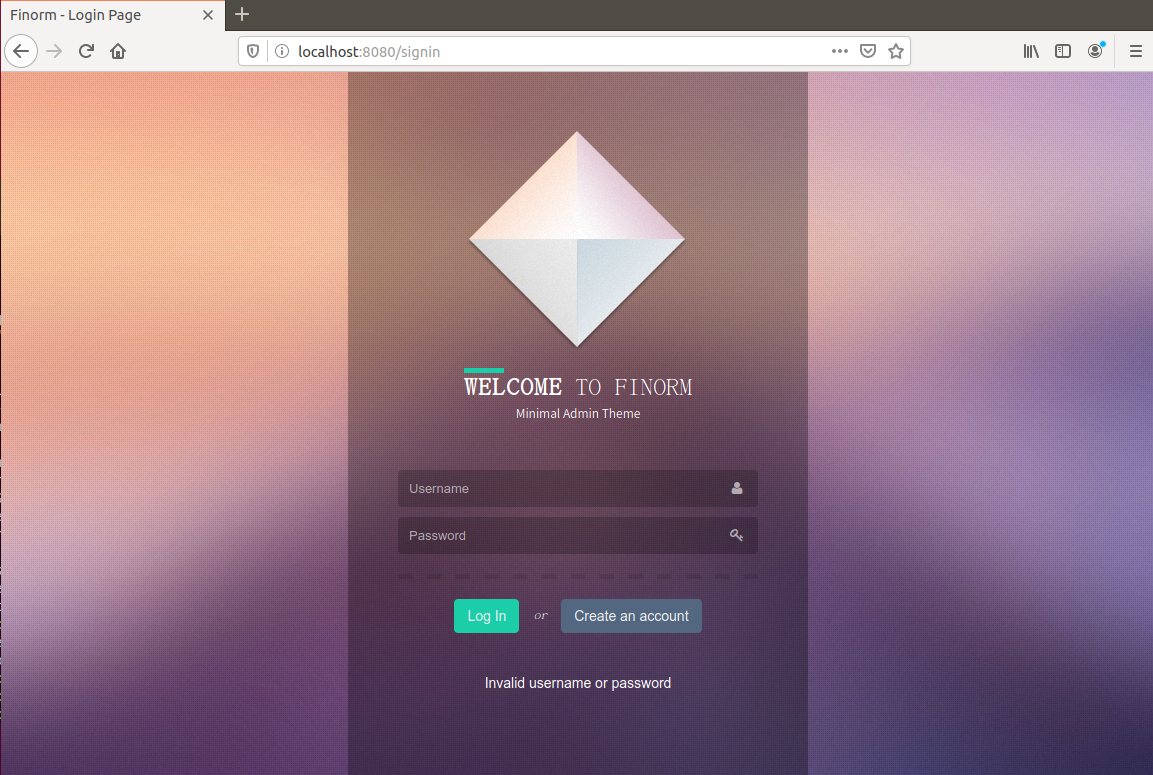 Finorm - Login Page
localhost:8080/signin
WELCOME TO FINORM
Minimal Admin Theme
Username
Password
Log In or Create an account
Invalid username or password